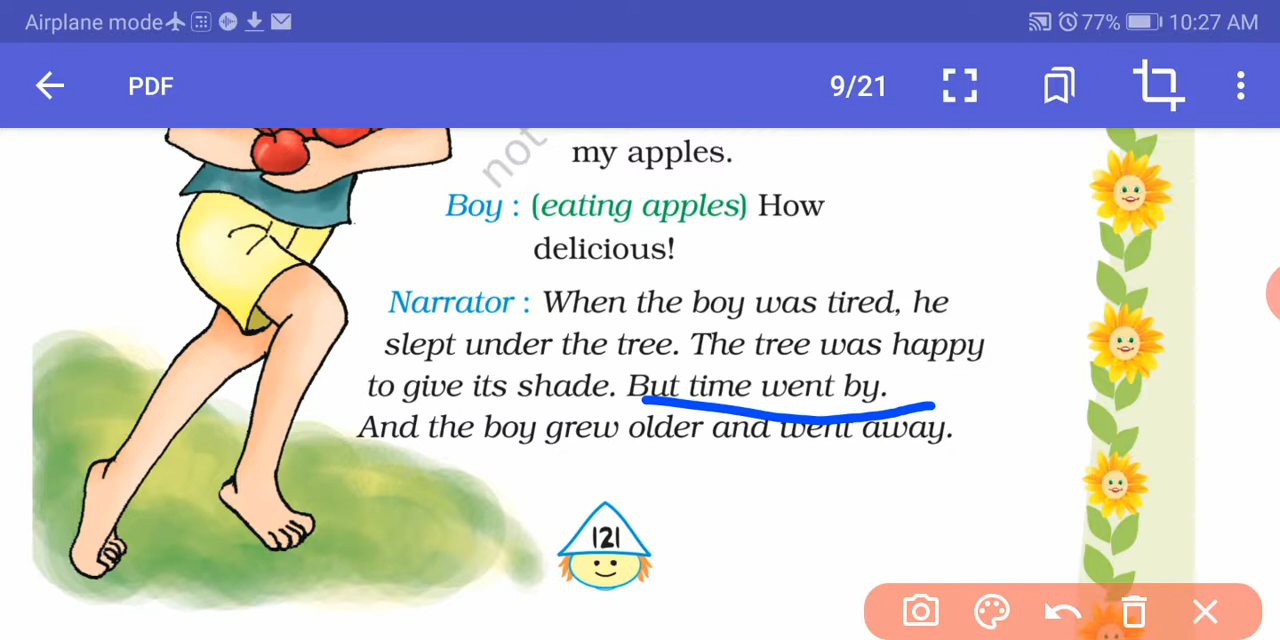 Airplane mode 77% 10:27 AM
PDF 9/21
not
my apples.
Boy : (eating apples) How
delicious!
Narrator : When the boy was tired, he
slept under the tree. The tree was happy
to give its shade. But time went by.
And the boy grew older and went away.
121